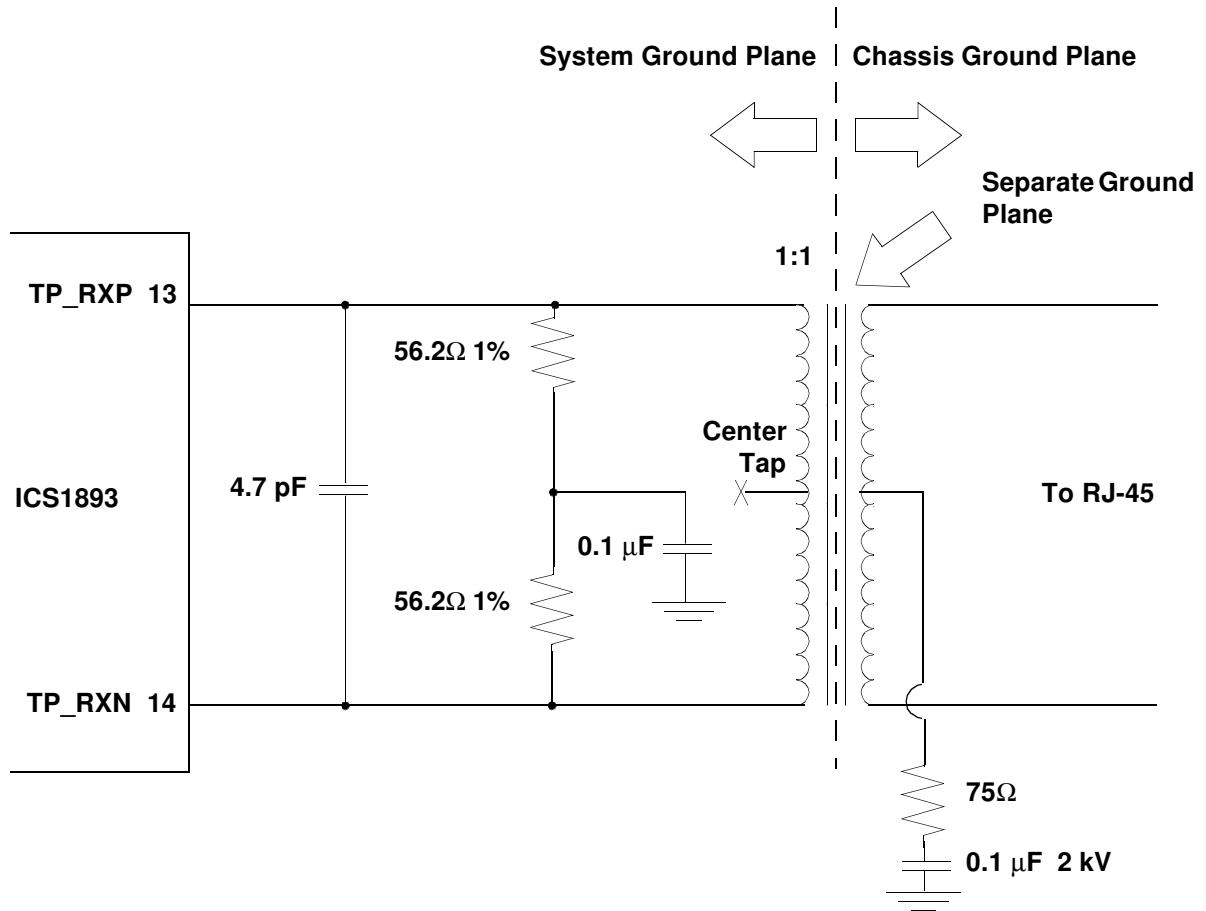 System Ground Plane
Chassis Ground Plane
Separate Ground
Plane
1:1
TP_RXP 13
56.2Ω 1%
Center
Tap
4.7 pF
ICS1893
To RJ-45
0.1 μF
56.2Ω 1%
TP_RXN 14
75Ω
0.1 μF 2 kV